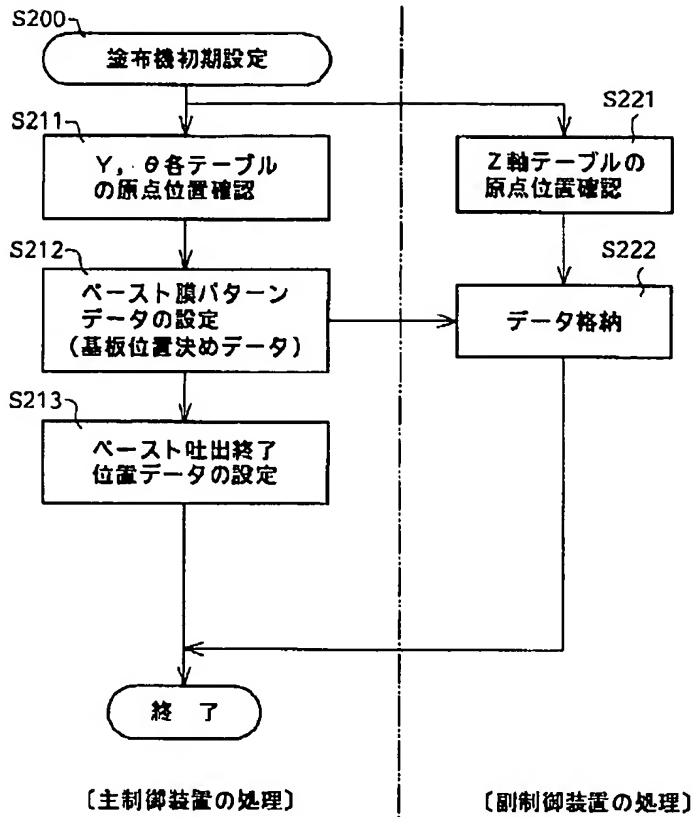 S200
塗布機初期設定
S211
Y, θ各テーブル
の原点位置確認
S221
Z軸テーブルの
原点位置確認
S212
ペースト膜パターン
データの設定
(基板位置決めデータ)
S222
データ格納
S213
ペースト吐出終了
位置データの設定
終 了
〔主制御装置の処理〕
〔副制御装置の処理〕